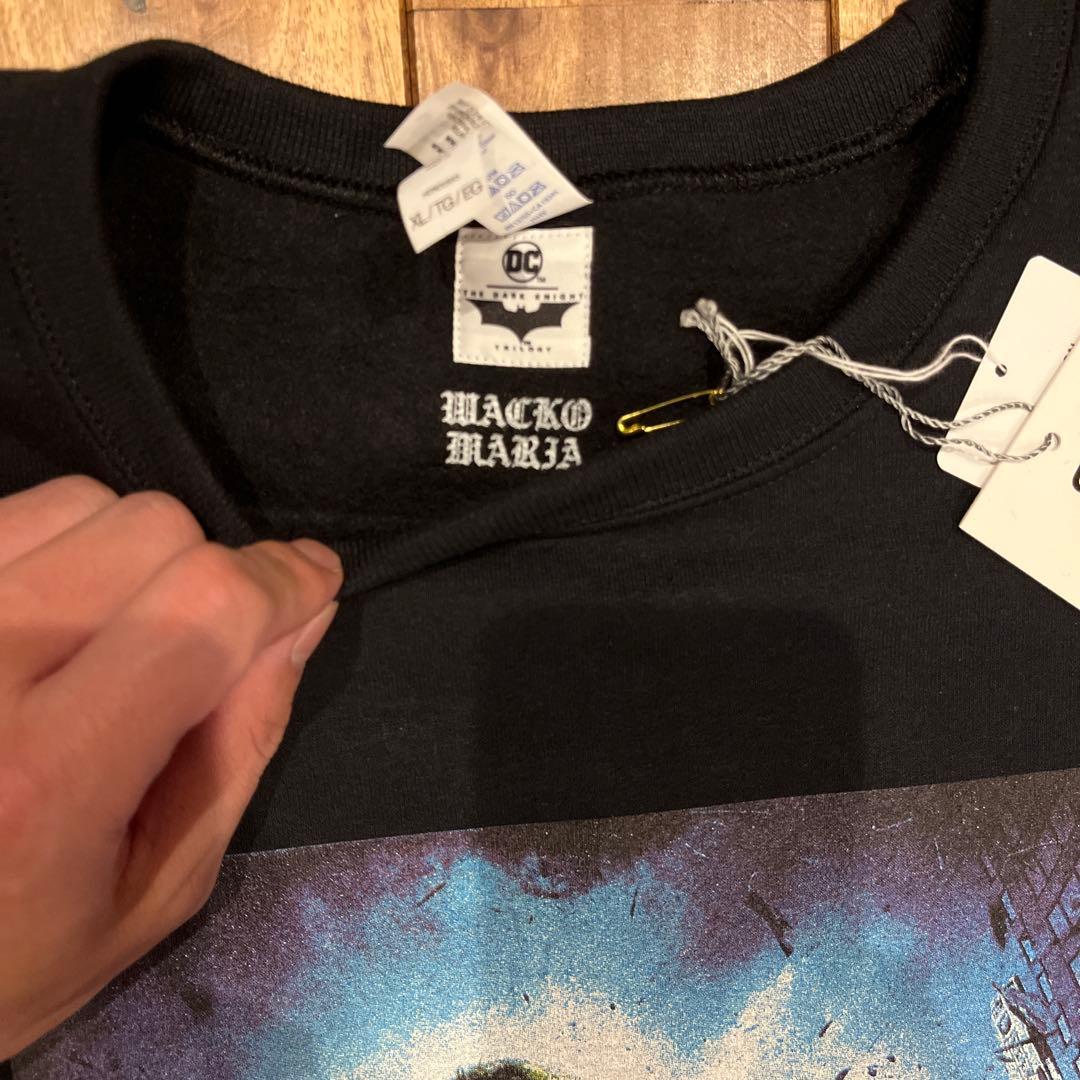 XL/TG/EG
DC
THE DARK KNIGHT
TRILOGY
WACKO
MARIA